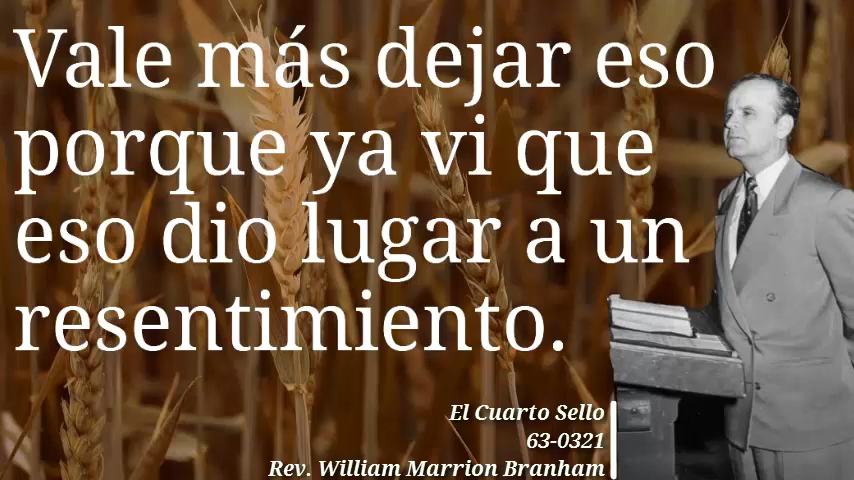 Vale más dejar eso
porque ya vi que
eso dio lugar a un
resentimiento.
El Cuarto Sello
63-0321
Rev. William Marrion Branham